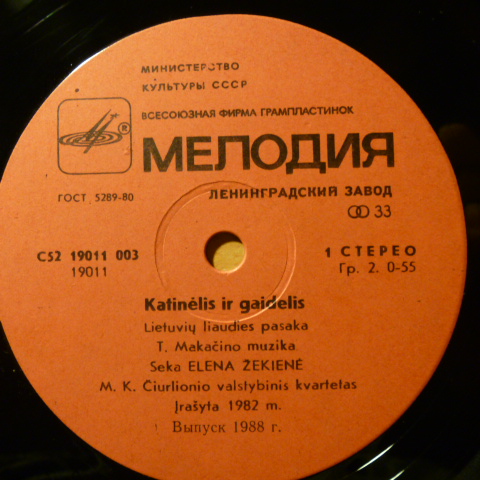 МИНИСТЕРСТВО
КУЛЬТУРЫ СССР
ВСЕСОЮЗНАЯ ФИРМА ГРАМПЛАСТИНОК
®
МЕЛОДИЯ
ГОСТ 5289-80
ЛЕНИНГРАДСКИЙ ЗАВОД
33
С52 19011 003
19011
1 СТЕРЕО
Гр. 2. 0-55
Katinėlis ir gaidelis
Lietuvių liaudies pasaka
T. Makačino muzika
Seka ELENA ŽEKIENĖ
M. K. Čiurlionio valstybinis kvartetas
Įrašyta 1982 m.
Выпуск 1988 г.